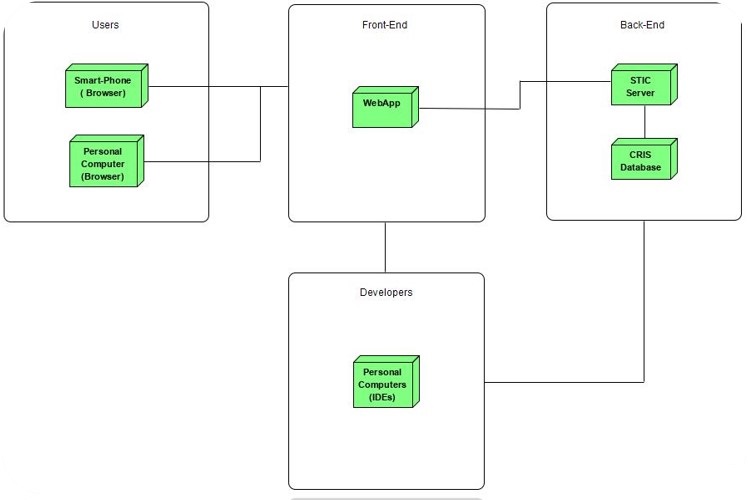 Users
Smart-Phone
( Browser)
Personal
Computer
(Browser)
Front-End
WebApp
Back-End
STIC
Server
CRIS
Database
Developers
Personal
Computers
(IDEs)